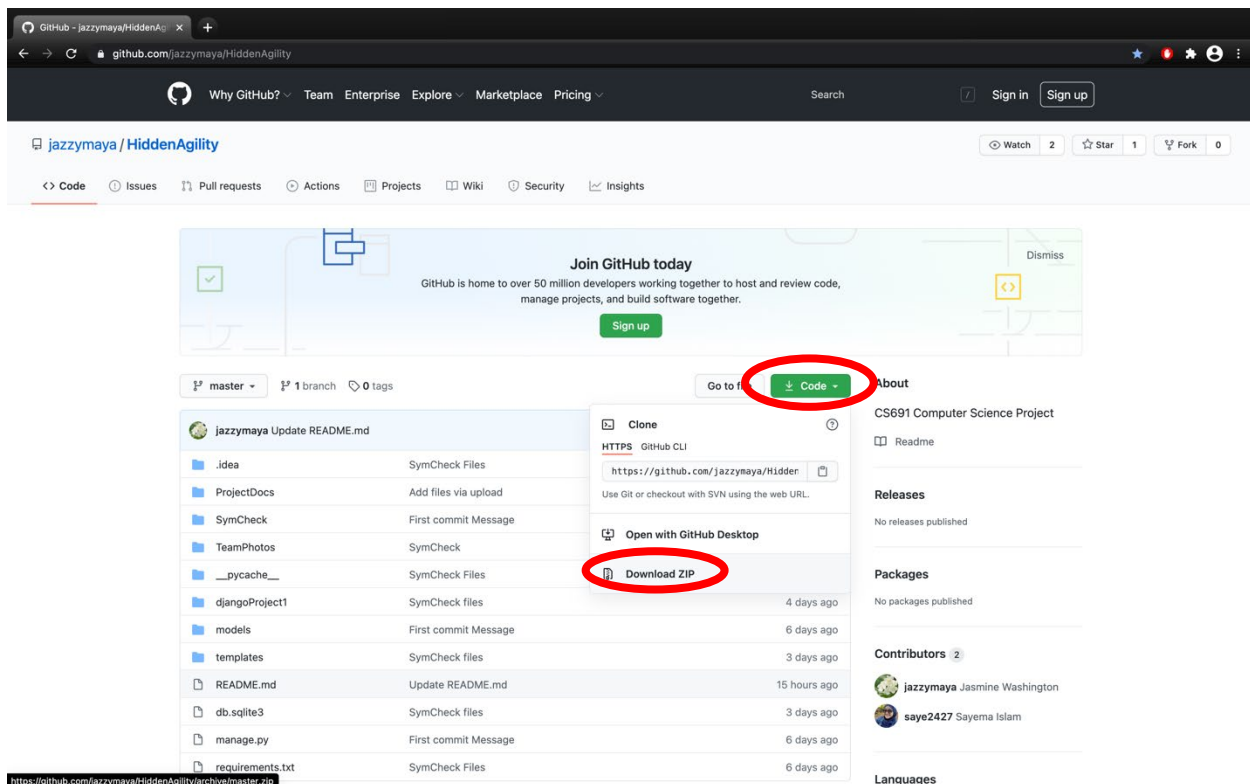 GitHub - jazzymaya/HiddenAgi
github.com/jazzymaya/HiddenAgility
Why GitHub? Team Enterprise Explore Marketplace Pricing Search / Sign in Sign up
jazzymaya / HiddenAgility Watch 2 Star 1 Fork 0
<> Code Issues Pull requests Actions Projects Wiki Security Insights
Dismiss
Join GitHub today
GitHub is home to over 50 million developers working together to host and review code,
manage projects, and build software together.
Sign up
master 1 branch 0 tags Go to Code
jazzymaya Update README.md
.idea SymCheck Files
ProjectDocs Add files via upload
SymCheck First commit Message
TeamPhotos SymCheck
__pycache__ SymCheck Files
djangoProject1 SymCheck files 4 days ago
models First commit Message 6 days ago
templates SymCheck files 3 days ago
README.md Update README.md 15 hours ago
db.sqlite3 SymCheck files 3 days ago
manage.py First commit Message 6 days ago
requirements.txt SymCheck Files 6 days ago
Clone
HTTPS GitHub CLI
https://github.com/jazzymaya/Hidden
Use Git or checkout with SVN using the web URL.
Open with GitHub Desktop
Download ZIP
About
CS691 Computer Science Project
Readme
Releases
No releases published
Packages
No packages published
Contributors 2
jazzymaya Jasmine Washington
saye2427 Sayema Islam
Languages
https://github.com/jazzymaya/HiddenAgility/archive/master.zip